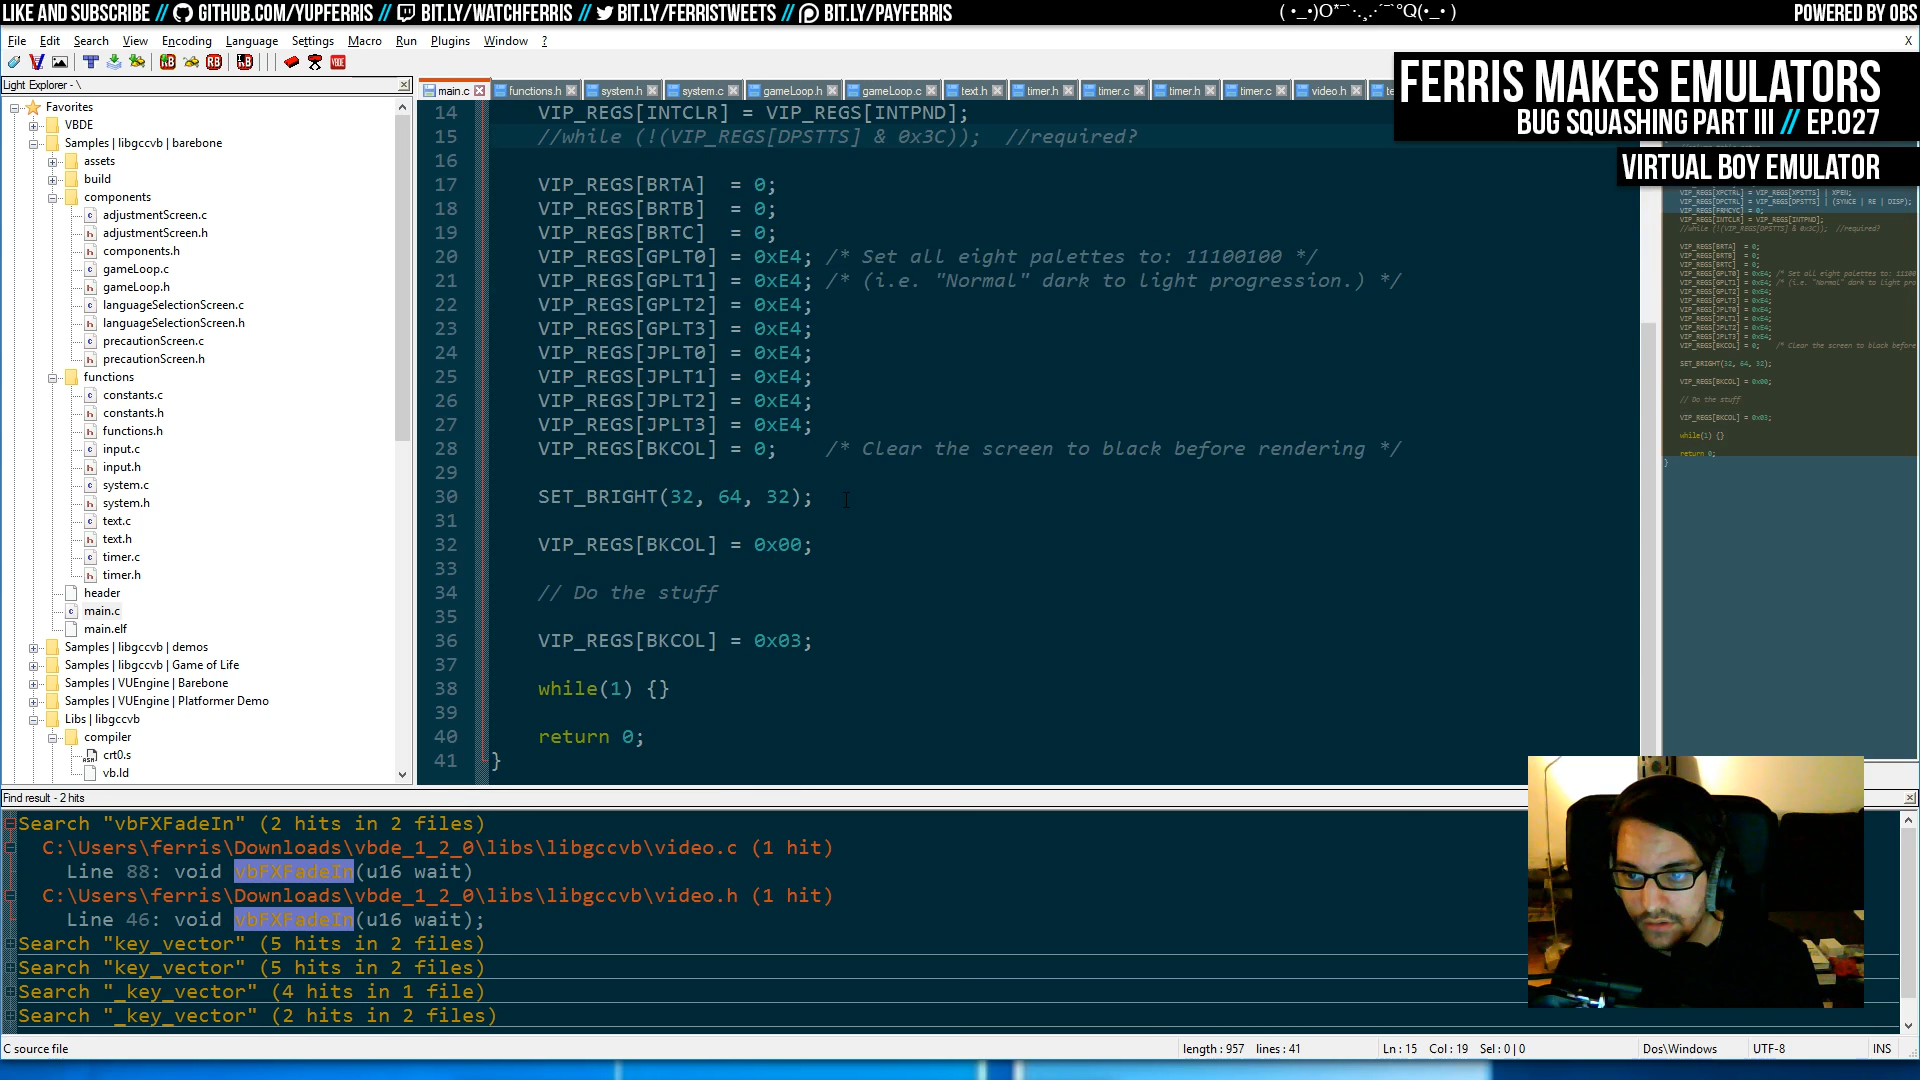 LIKE AND SUBSCRIBE // GITHUB.COM/YUPFERRIS // BIT.LY/WATCHFERRIS // BIT.LY/FERRISTWEETS // BIT.LY/PAYFERRIS
POWERED BY OBS
File Edit Search View Encoding Language Settings Macro Run Plugins Window ? X
FERRIS MAKES EMULATORS
BUG SQUASHING PART III // EP.027
VIRTUAL BOY EMULATOR
Light Explorer - \
main.c functions.h system.h system.c gameLoop.h gameLoop.c text.h timer.h timer.c timer.h timer.c video.h
Favorites
VBDE
Samples | libgccvb | barebone
assets
build
components
adjustmentScreen.c
adjustmentScreen.h
components.h
gameLoop.c
gameLoop.h
languageSelectionScreen.c
languageSelectionScreen.h
precautionScreen.c
precautionScreen.h
functions
constants.c
constants.h
functions.h
input.c
input.h
system.c
system.h
text.c
text.h
timer.c
timer.h
header
main.c
main.elf
Samples | libgccvb | demos
Samples | libgccvb | Game of Life
Samples | VUEngine | Barebone
Samples | VUEngine | Platformer Demo
Libs | libgccvb
compiler
crt0.s
vb.ld
14 VIP_REGS[INTCLR] = VIP_REGS[INTPND];
15 //while (!(VIP_REGS[DPSTTS] & 0x3C)); //required?
16
17 VIP_REGS[BRTA] = 0;
18 VIP_REGS[BRTB] = 0;
19 VIP_REGS[BRTC] = 0;
20 VIP_REGS[GPLT0] = 0xE4; /* Set all eight palettes to: 11100100 */
21 VIP_REGS[GPLT1] = 0xE4; /* (i.e. "Normal" dark to light progression.) */
22 VIP_REGS[GPLT2] = 0xE4;
23 VIP_REGS[GPLT3] = 0xE4;
24 VIP_REGS[JPLT0] = 0xE4;
25 VIP_REGS[JPLT1] = 0xE4;
26 VIP_REGS[JPLT2] = 0xE4;
27 VIP_REGS[JPLT3] = 0xE4;
28 VIP_REGS[BKCOL] = 0; /* Clear the screen to black before rendering */
29
30 SET_BRIGHT(32, 64, 32);
31
32 VIP_REGS[BKCOL] = 0x00;
33
34 // Do the stuff
35
36 VIP_REGS[BKCOL] = 0x03;
37
38 while(1) {}
39
40 return 0;
41 }
Find result - 2 hits
Search "vbFXFadeIn" (2 hits in 2 files)
C:\Users\ferris\Downloads\vbde_1_2_0\libs\libgccvb\video.c (1 hit)
Line 88: void vbFXFadeIn(u16 wait)
C:\Users\ferris\Downloads\vbde_1_2_0\libs\libgccvb\video.h (1 hit)
Line 46: void vbFXFadeIn(u16 wait);
Search "key_vector" (5 hits in 2 files)
Search "key_vector" (5 hits in 2 files)
Search "_key_vector" (4 hits in 1 file)
Search "_key_vector" (2 hits in 2 files)
C source file length : 957 lines : 41 Ln : 15 Col : 19 Sel : 0 | 0 Dos\Windows UTF-8 INS